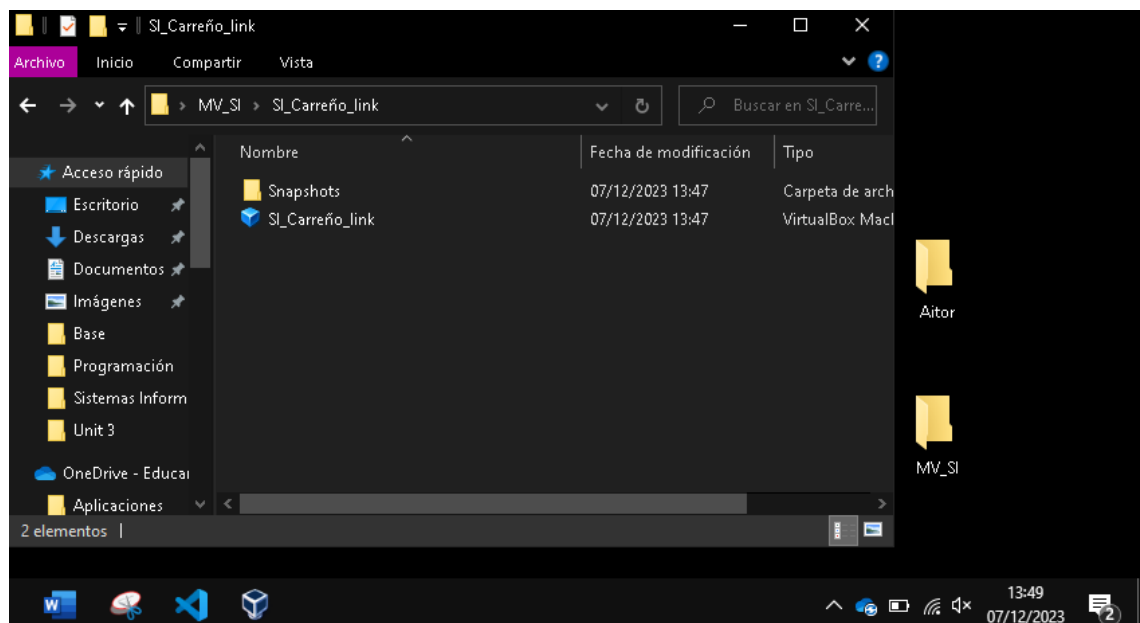 SI_Carreño_link
Archivo Inicio Compartir Vista
MV_SI > SI_Carreño_link Buscar en SI_Carre...
Nombre Fecha de modificación Tipo
Acceso rápido
Escritorio
Descargas
Documentos
Imágenes
Base
Programación
Sistemas Inform
Unit 3
OneDrive - Educar
Aplicaciones
Snapshots 07/12/2023 13:47 Carpeta de arch
SI_Carreño_link 07/12/2023 13:47 VirtualBox Macl
2 elementos
Aitor
MV_SI
13:49
07/12/2023
2